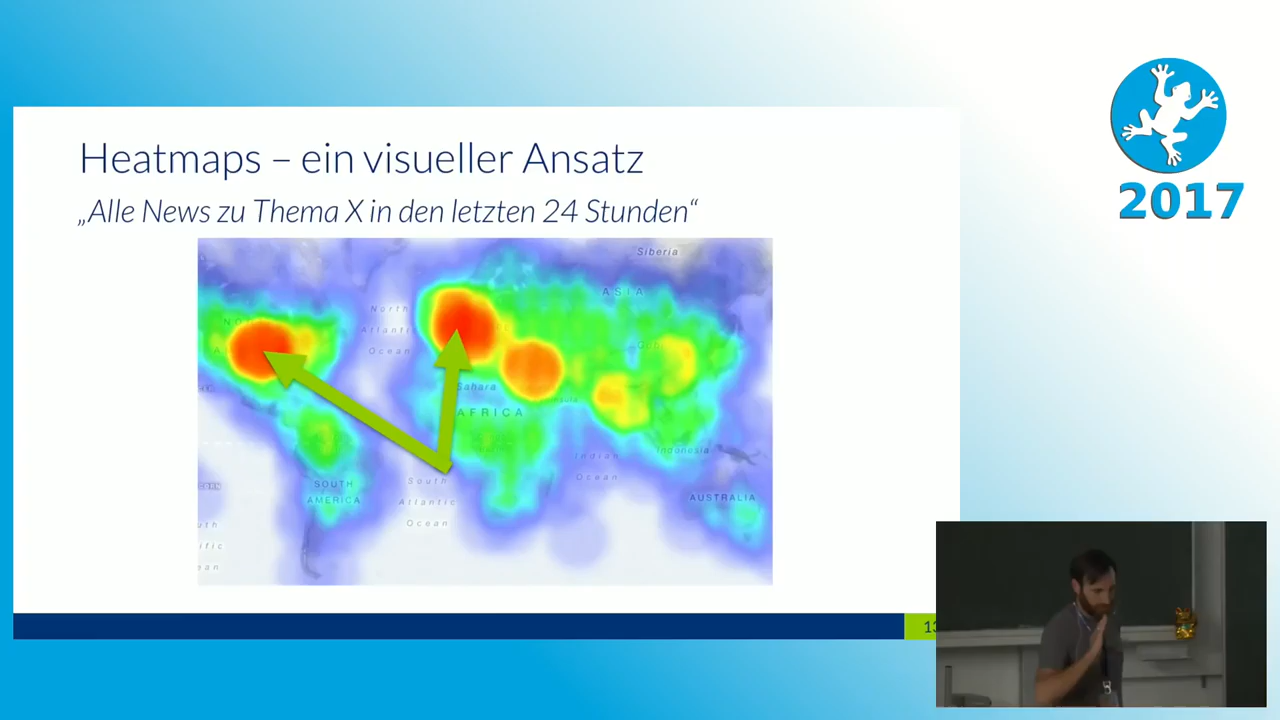 Heatmaps – ein visueller Ansatz
„Alle News zu Thema X in den letzten 24 Stunden“
2017
Siberia
ASIA
North
Atlantic
Ocean
Sahara
AFRICA
Indian
Ocean
Indonesia
SOUTH
AMERICA
South
Atlantic
Ocean
AUSTRALIA
13